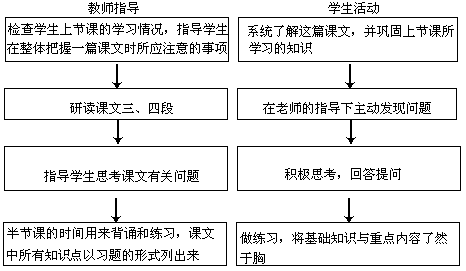 教师指导
学生活动
检查学生上节课的学习情况，指导学生
在整体把握一篇课文时所应注意的事项
系统了解这篇课文，并巩固上节课所
学习的知识
研读课文三、四段
在老师的指导下主动发现问题
指导学生思考课文有关问题
积极思考，回答提问
半节课的时间用来背诵和练习，课文
中所有知识点以习题的形式列出来
做练习，将基础知识与重点内容了然
于胸